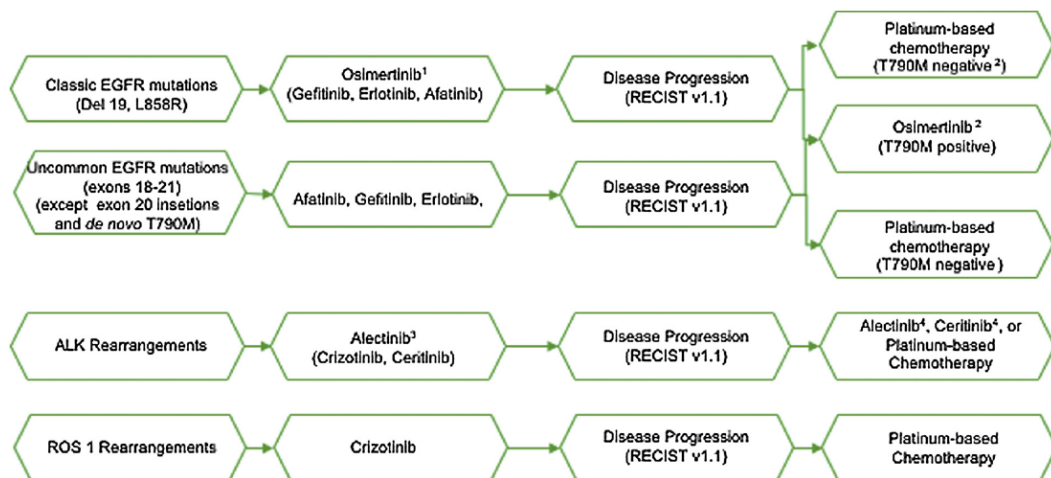 Classic EGFR mutations
(Del 19, L858R)
Osimertinib¹
(Gefitinib, Erlotinib, Afatinib)
Disease Progression
(RECIST v1.1)
Platinum-based
chemotherapy
(T790M negative²)
Osimertinib²
(T790M positive)
Uncommon EGFR mutations
(exons 18-21)
(except exon 20 insetions
and de novo T790M)
Afatinib, Gefitinib, Erlotinib,
Disease Progression
(RECIST v1.1)
Platinum-based
chemotherapy
(T790M negative)
ALK Rearrangements
Alectinib³
(Crizotinib, Ceritinib)
Disease Progression
(RECIST v1.1)
Alectinib⁴, Ceritinib⁴, or
Platinum-based
Chemotherapy
ROS 1 Rearrangements
Crizotinib
Disease Progression
(RECIST v1.1)
Platinum-based
Chemotherapy